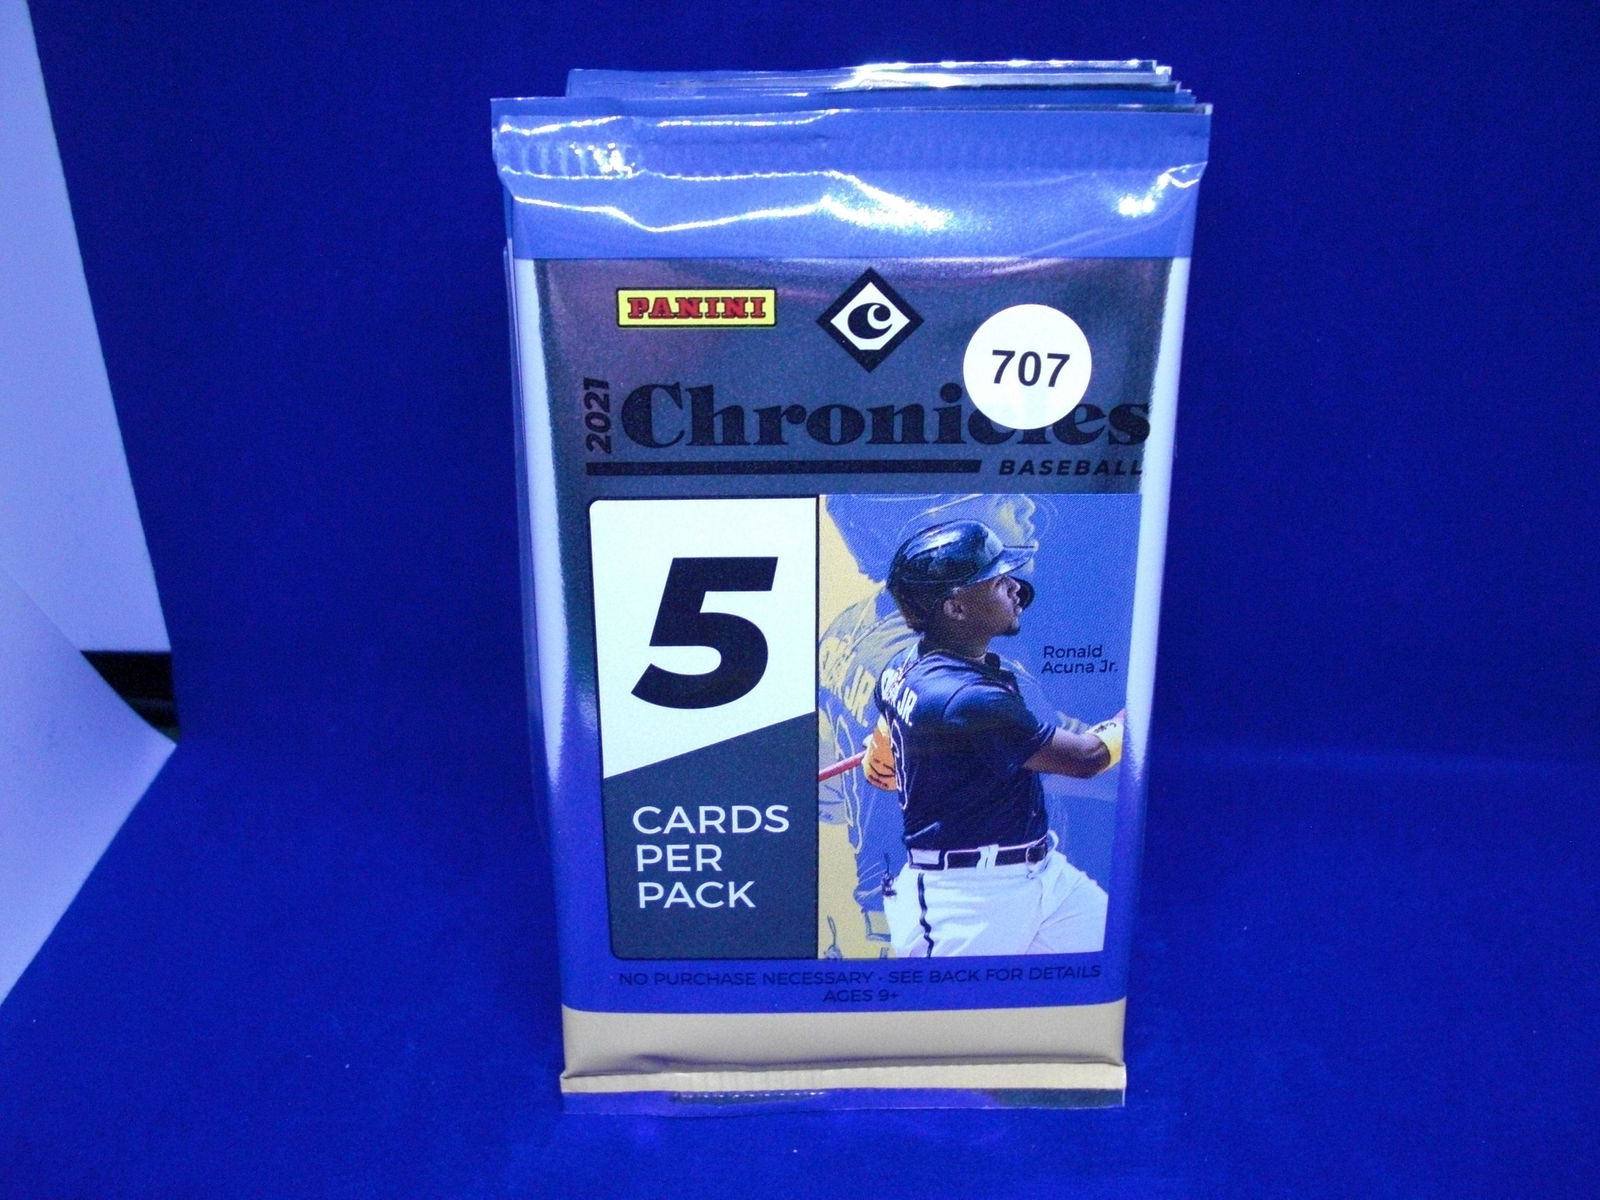 PANINI
C
707
2021
Chronicles
BASEBALL
5
CARDS
PER
PACK
Ronald
Acuna Jr.
JR.
NO PURCHASE NECESSARY • SEE BACK FOR DETAILS
AGES 9+